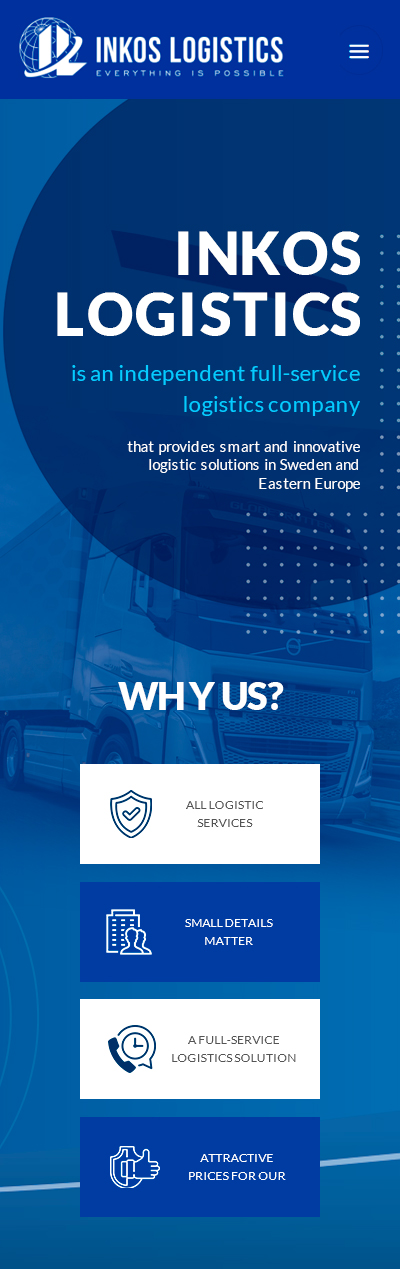 INKOS LOGISTICS
EVERYTHING IS POSSIBLE
INKOS
LOGISTICS
is an independent full-service
logistics company
that provides smart and innovative
logistic solutions in Sweden and
Eastern Europe
WHY US?
ALL LOGISTIC
SERVICES
SMALL DETAILS
MATTER
A FULL-SERVICE
LOGISTICS SOLUTION
ATTRACTIVE
PRICES FOR OUR